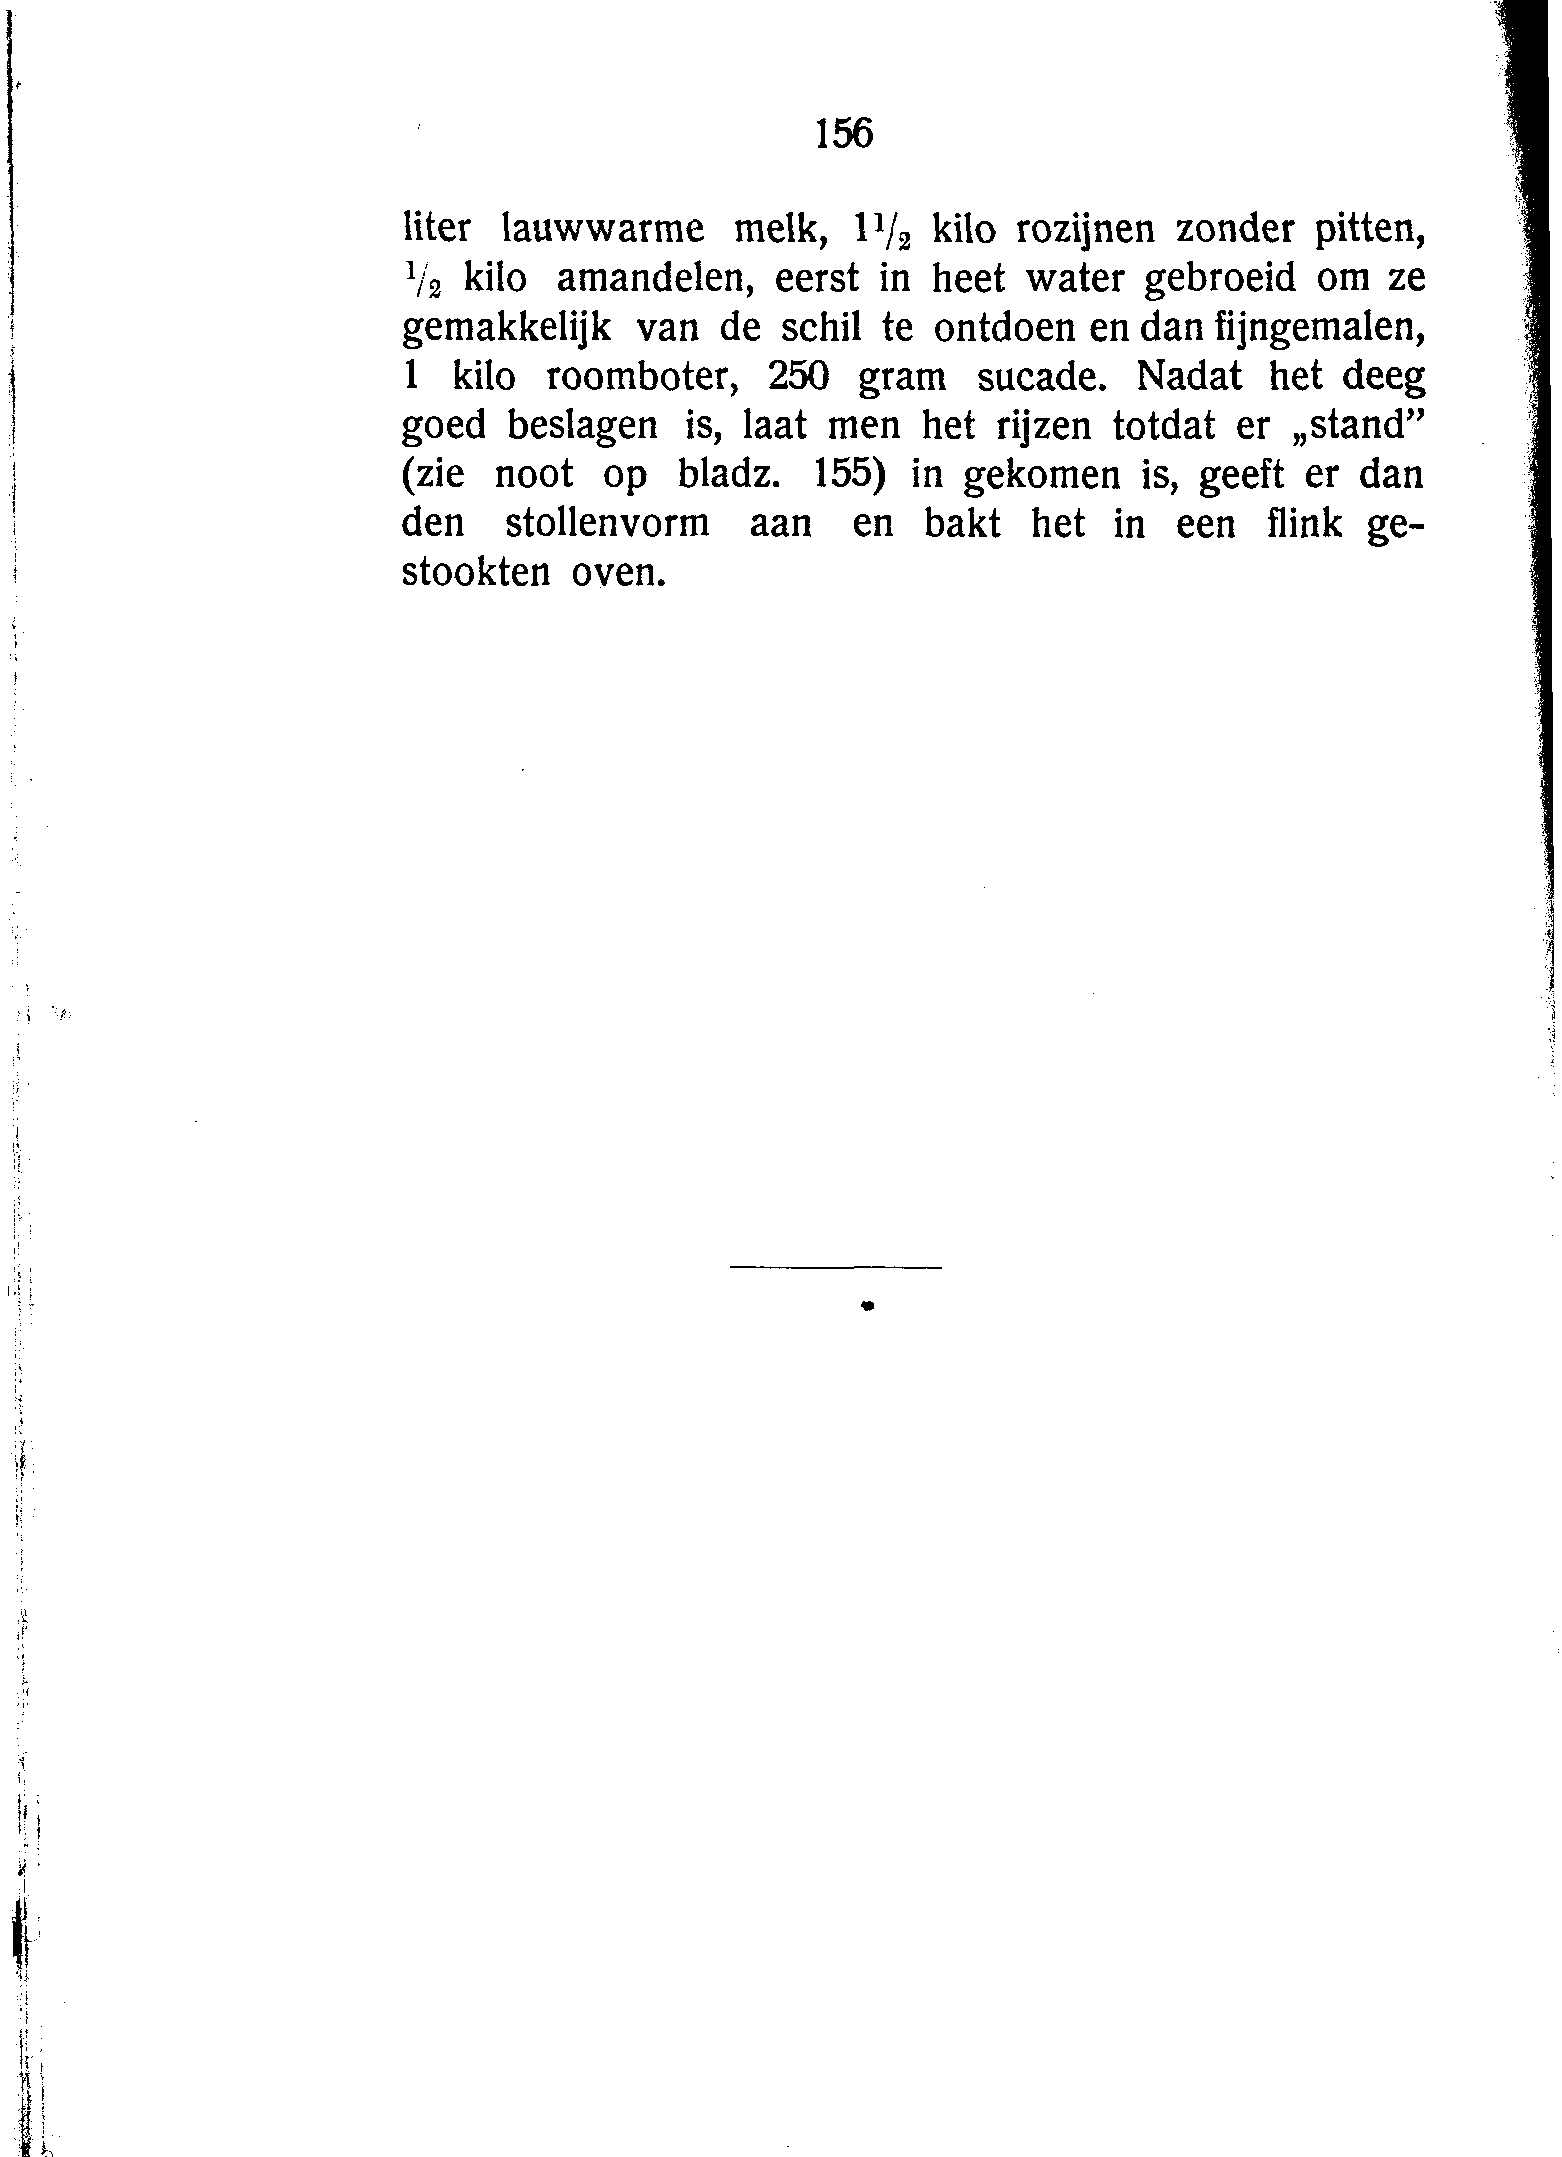 156
liter lauwwarme melk, 1 1/2 kilo rozijnen zonder pitten,
1/2 kilo amandelen, eerst in heet water gebroeid om ze
gemakkelijk van de schil te ontdoen en dan fijngemalen,
1 kilo roomboter, 250 gram sucade. Nadat het deeg
goed beslagen is, laat men het rijzen totdat er „stand”
(zie noot op bladz. 155) in gekomen is, geeft er dan
den stollenvorm aan en bakt het in een flink ge-
stookten oven.